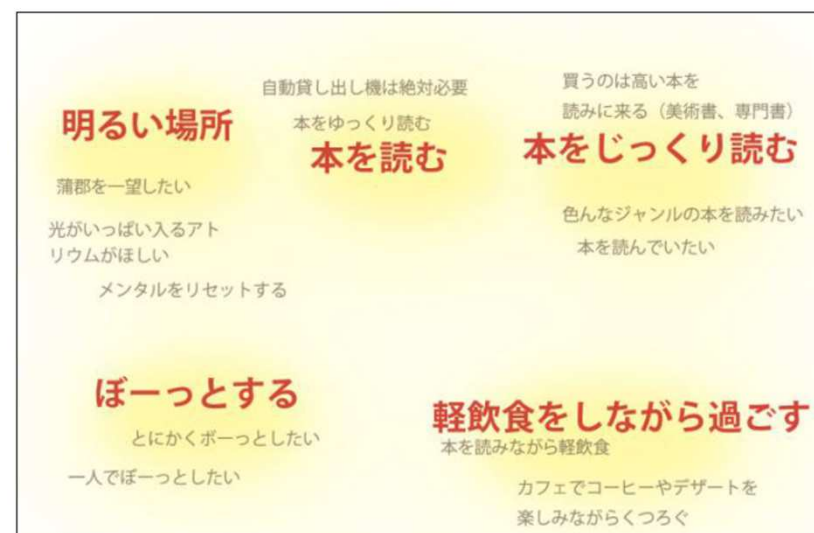 明るい場所
蒲郡を一望したい
光がいっぱい入るアト
リウムがほしい
メンタルをリセットする
自動貸し出し機は絶対必要
本をゆっくり読む
本を読む
買うのは高い本を
読みに来る（美術書、専門書）
本をじっくり読む
色んなジャンルの本を読みたい
本を読んでいたい
ぼーっとする
とにかくボーっとしたい
一人でぼーっとしたい
軽飲食をしながら過ごす
本を読みながら軽飲食
カフェでコーヒーやデザートを
楽しみながらくつろぐ